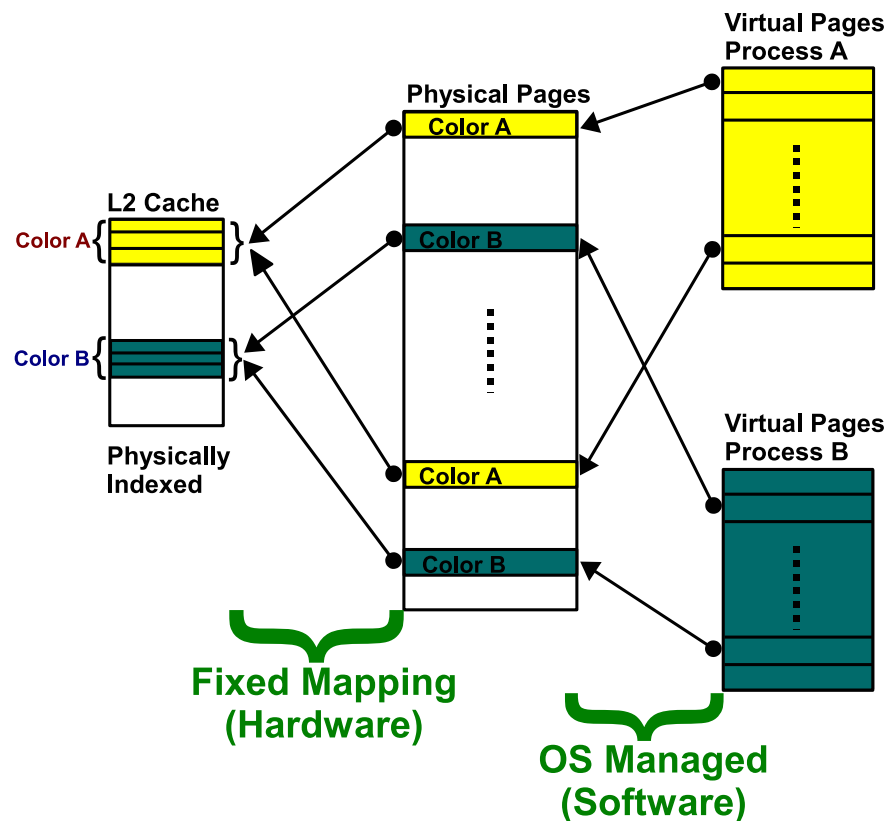 Virtual Pages
Process A
Physical Pages
Color A
L2 Cache
Color A
Color B
Color B
Virtual Pages
Process B
Physically
Indexed
Color A
Color B
Fixed Mapping
(Hardware)
OS Managed
(Software)